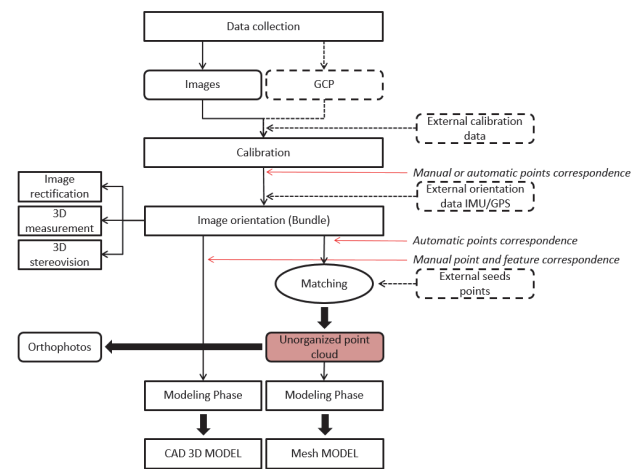 Data collection
Images
GCP
External calibration
data
Calibration
Manual or automatic points correspondence
Image
rectification
External orientation
data IMU/GPS
3D
measurement
Image orientation (Bundle)
3D
stereovision
Automatic points correspondence
Manual point and feature correspondence
Matching
External seeds
points
Orthophotos
Unorganized point
cloud
Modeling Phase
Modeling Phase
CAD 3D MODEL
Mesh MODEL